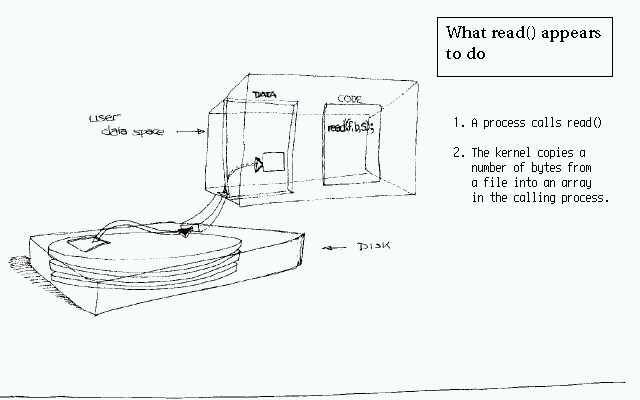 What read() appears
to do
DATA
CODE
user
data space
read(f,b,s);
1. A process calls read()
2. The kernel copies a
number of bytes from
a file into an array
in the calling process.
DISK